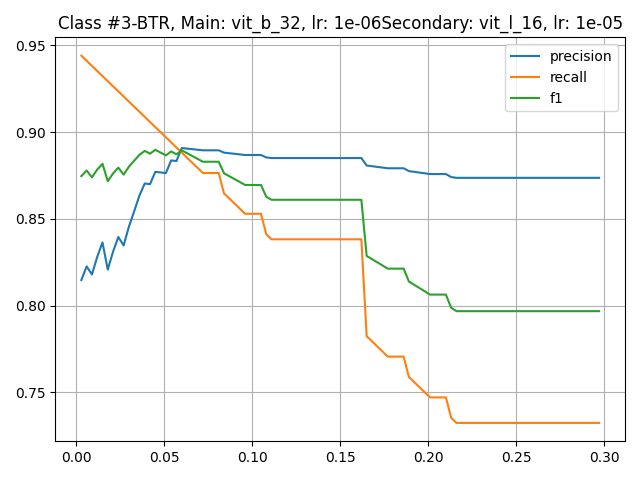 Class #3-BTR, Main: vit_b_32, lr: 1e-06Secondary: vit_l_16, lr: 1e-05
precision
recall
f1
0.95
0.90
0.85
0.80
0.75
0.00 0.05 0.10 0.15 0.20 0.25 0.30